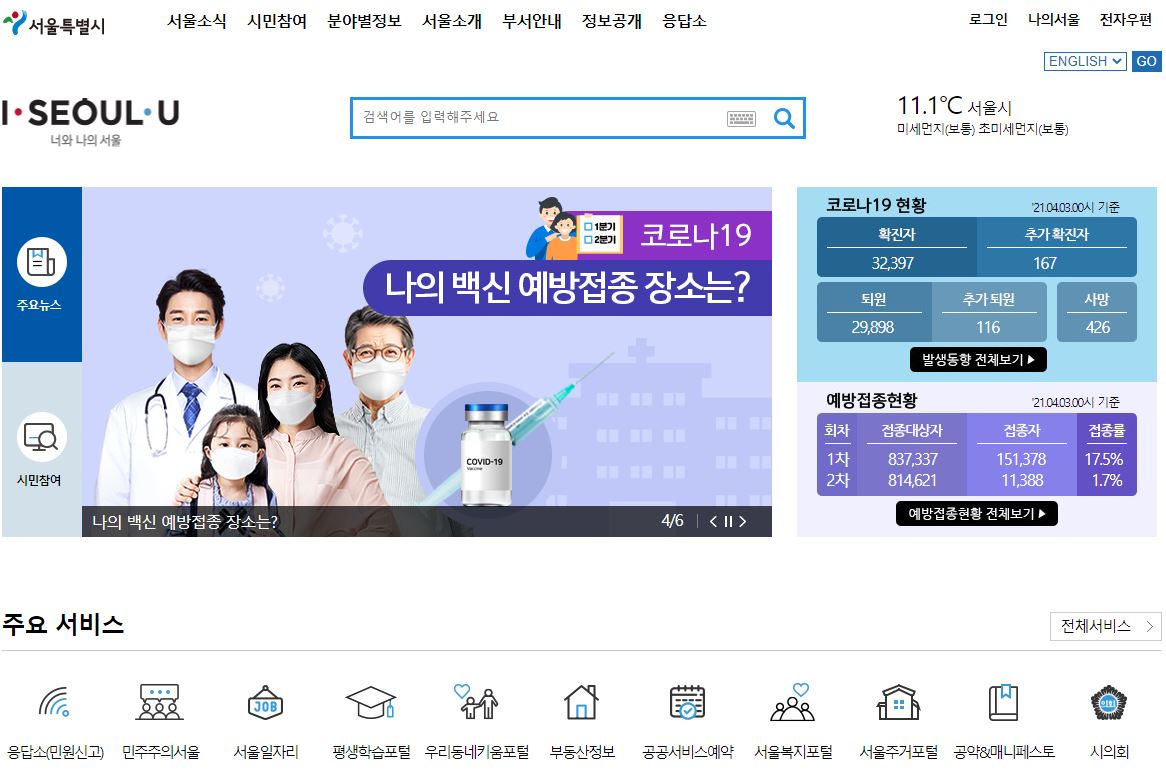 서울특별시
서울소식 시민참여 분야별정보 서울소개 부서안내 정보공개 응답소
로그인 나의서울 전자우편
ENGLISH GO
I·SEOUL·U
너와 나의 서울
검색어를 입력해주세요
11.1℃ 서울시
미세먼지(보통) 초미세먼지(보통)
주요뉴스
시민참여
1분기
2분기
코로나19
나의 백신 예방접종 장소는?
COVID-19
Vaccine
나의 백신 예방접종 장소는?
4/6
코로나19 현황 '21.04.03.00시 기준
확진자 추가 확진자
32,397 167
퇴원 추가 퇴원 사망
29,898 116 426
발생동향 전체보기
예방접종현황 '21.04.03.00시 기준
회차 접종대상자 접종자 접종률
1차 837,337 151,378 17.5%
2차 814,621 11,388 1.7%
예방접종현황 전체보기
주요 서비스
전체서비스
JOB
응답소(민원신고) 민주주의서울 서울일자리 평생학습포털 우리동네키움포털 부동산정보 공공서비스예약 서울복지포털 서울주거포털 공약&매니페스토 시의회